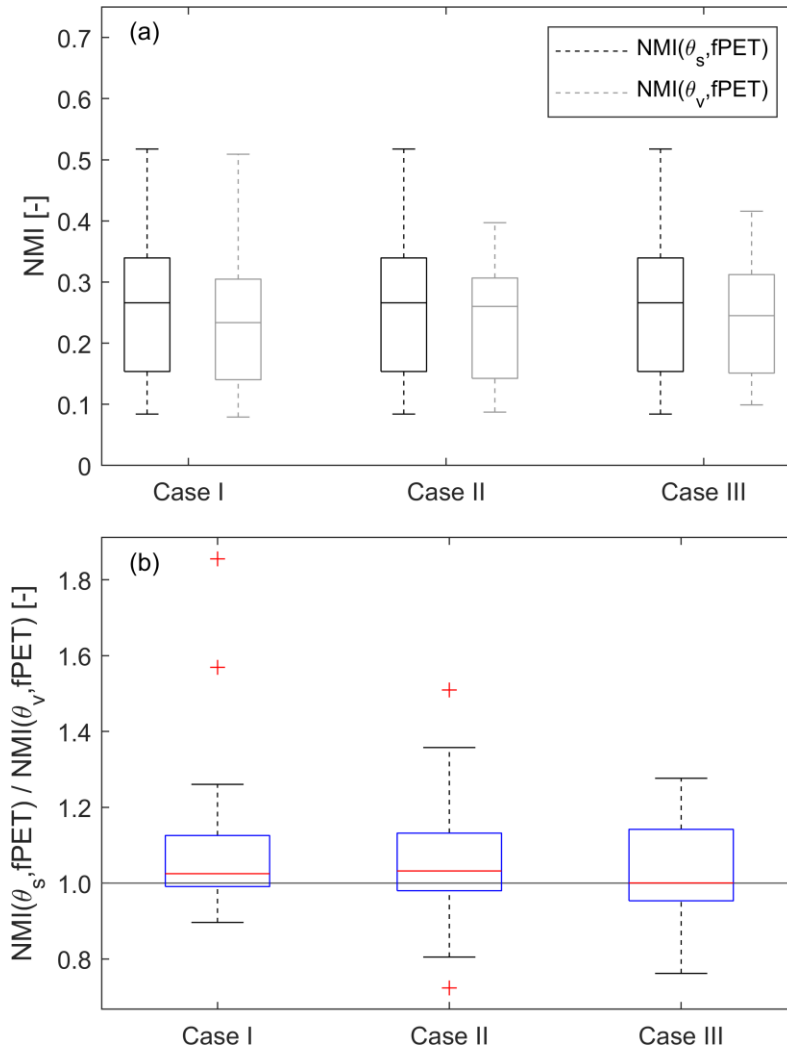 (a)
NMI(θs,fPET)
NMI(θv,fPET)
NMI [-]
0.7
0.6
0.5
0.4
0.3
0.2
0.1
0
Case I
Case II
Case III
(b)
NMI(θs,fPET) / NMI(θv,fPET) [-]
1.8
1.6
1.4
1.2
1.0
0.8
Case I
Case II
Case III